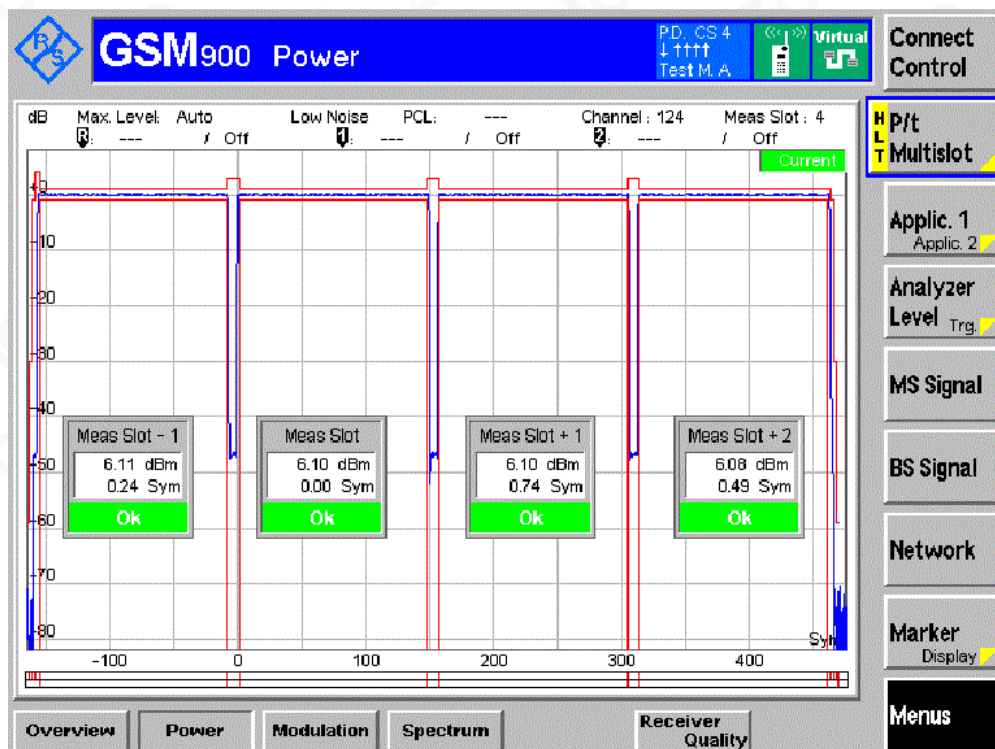 R/S
GSM900 Power
PD. CS 4
↓↑↑↑↑
Test M. A
Virtual
Connect
Control
dB Max. Level: Auto Low Noise PCL: --- Channel : 124 Meas Slot : 4
R: --- / Off 1: --- / Off 2: --- / Off
Current
HLT
P/t
Multislot
Applic. 1
Applic. 2
Analyzer
Level Trg.
MS Signal
BS Signal
Network
Marker
Display
Menus
+0
-10
-20
-30
-40
-50
-60
-70
-80
Meas Slot - 1
6.11 dBm
0.24 Sym
Ok
Meas Slot
6.10 dBm
0.00 Sym
Ok
Meas Slot + 1
6.10 dBm
0.74 Sym
Ok
Meas Slot + 2
6.08 dBm
0.49 Sym
Ok
Sym
-100 0 100 200 300 400
Overview Power Modulation Spectrum Receiver Quality